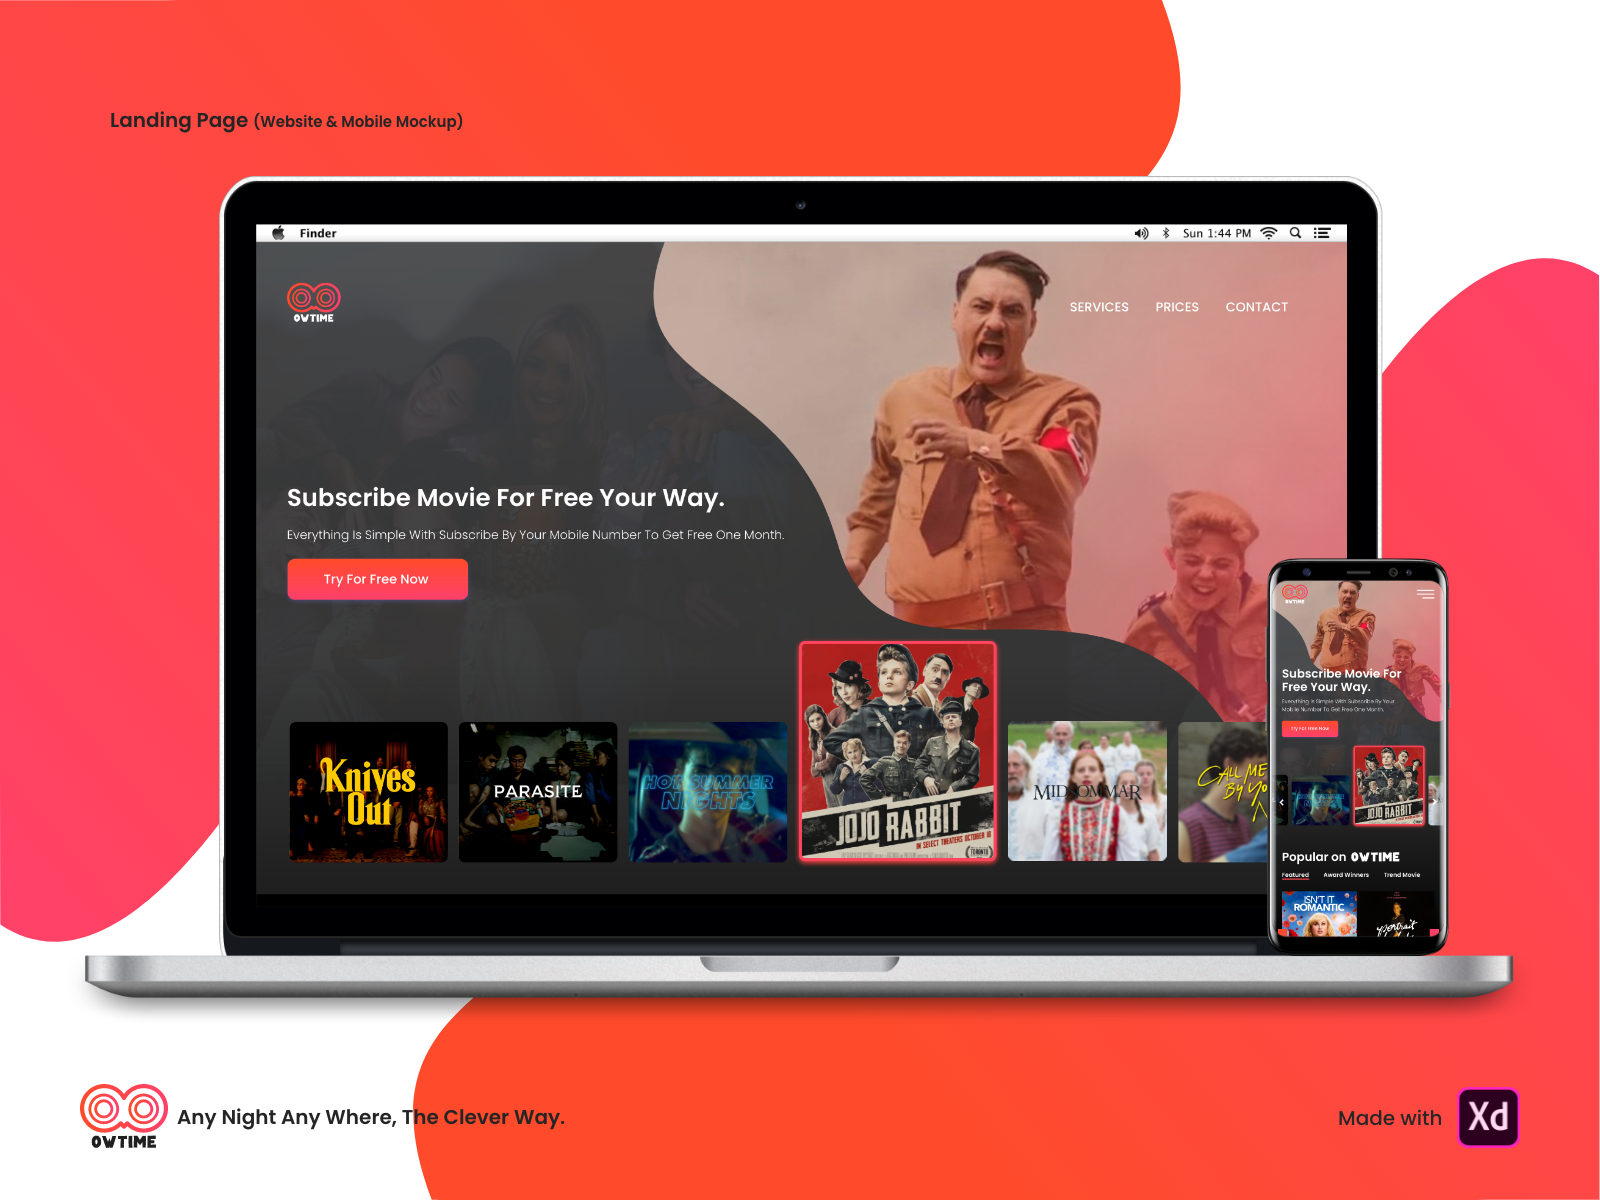 Landing Page (Website & Mobile Mockup)
Finder
Sun 1:44 PM
OWTIME
SERVICES PRICES CONTACT
Subscribe Movie For Free Your Way.
Everything Is Simple With Subscribe By Your Mobile Number To Get Free One Month.
Try For Free Now
Knives
Out
PARASITE
HOT SUMMER
NIGHTS
JOJO RABBIT
IN SELECT THEATERS OCTOBER 18
TORONTO
MIDSOMMAR
CALL ME
BY YO
OWTIME
Subscribe Movie For
Free Your Way.
Everything Is Simple With Subscribe By Your
Mobile Number To Get Free One Month.
Try For Free Now
HOT SUMMER
NIGHTS
JOJO RABBIT
Popular on OWTIME
Featured Award Winners Trend Movie
ISN'T IT
ROMANTIC
portrait
OWTIME
Any Night Any Where, The Clever Way.
Made with Xd